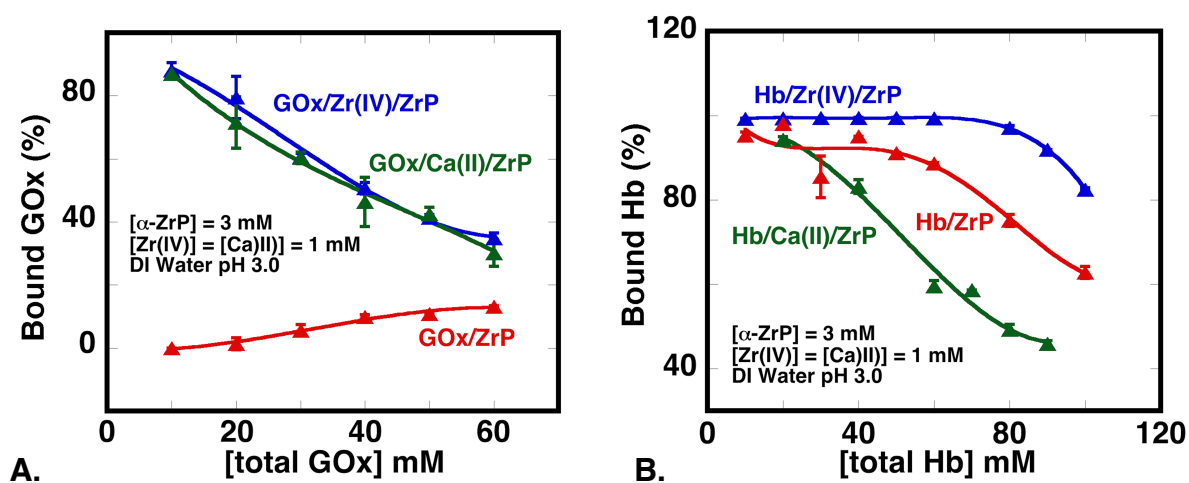 80
40
0
Bound GOx (%)
GOx/Zr(IV)/ZrP
GOx/Ca(II)/ZrP
[α-ZrP] = 3 mM
[Zr(IV)] = [Ca)II)] = 1 mM
DI Water pH 3.0
GOx/ZrP
0 20 40 60
[total GOx] mM
A.
120
80
40
Bound Hb (%)
Hb/Zr(IV)/ZrP
Hb/ZrP
Hb/Ca(II)/ZrP
[α-ZrP] = 3 mM
[Zr(IV)] = [Ca)II)] = 1 mM
DI Water pH 3.0
0 40 80 120
[total Hb] mM
B.